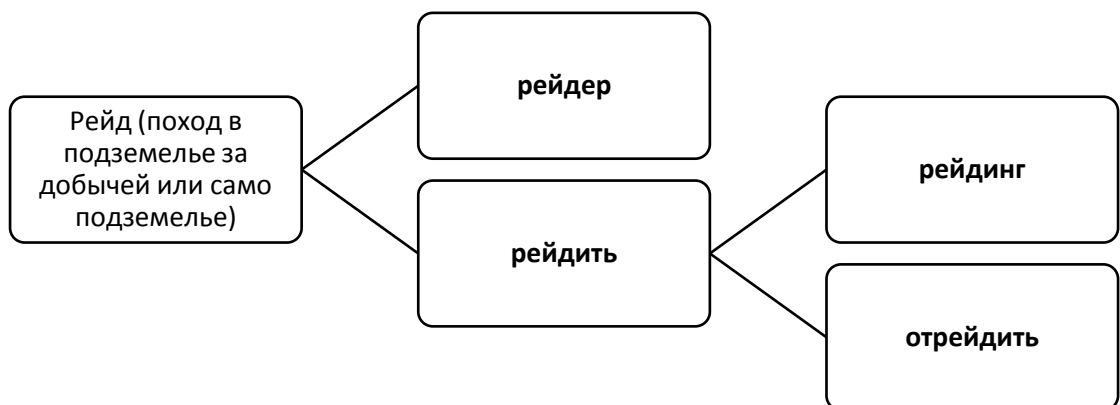 Рейд (поход в
подземелье за
добычей или само
подземелье)
рейдер
рейдить
рейдинг
отрейдить